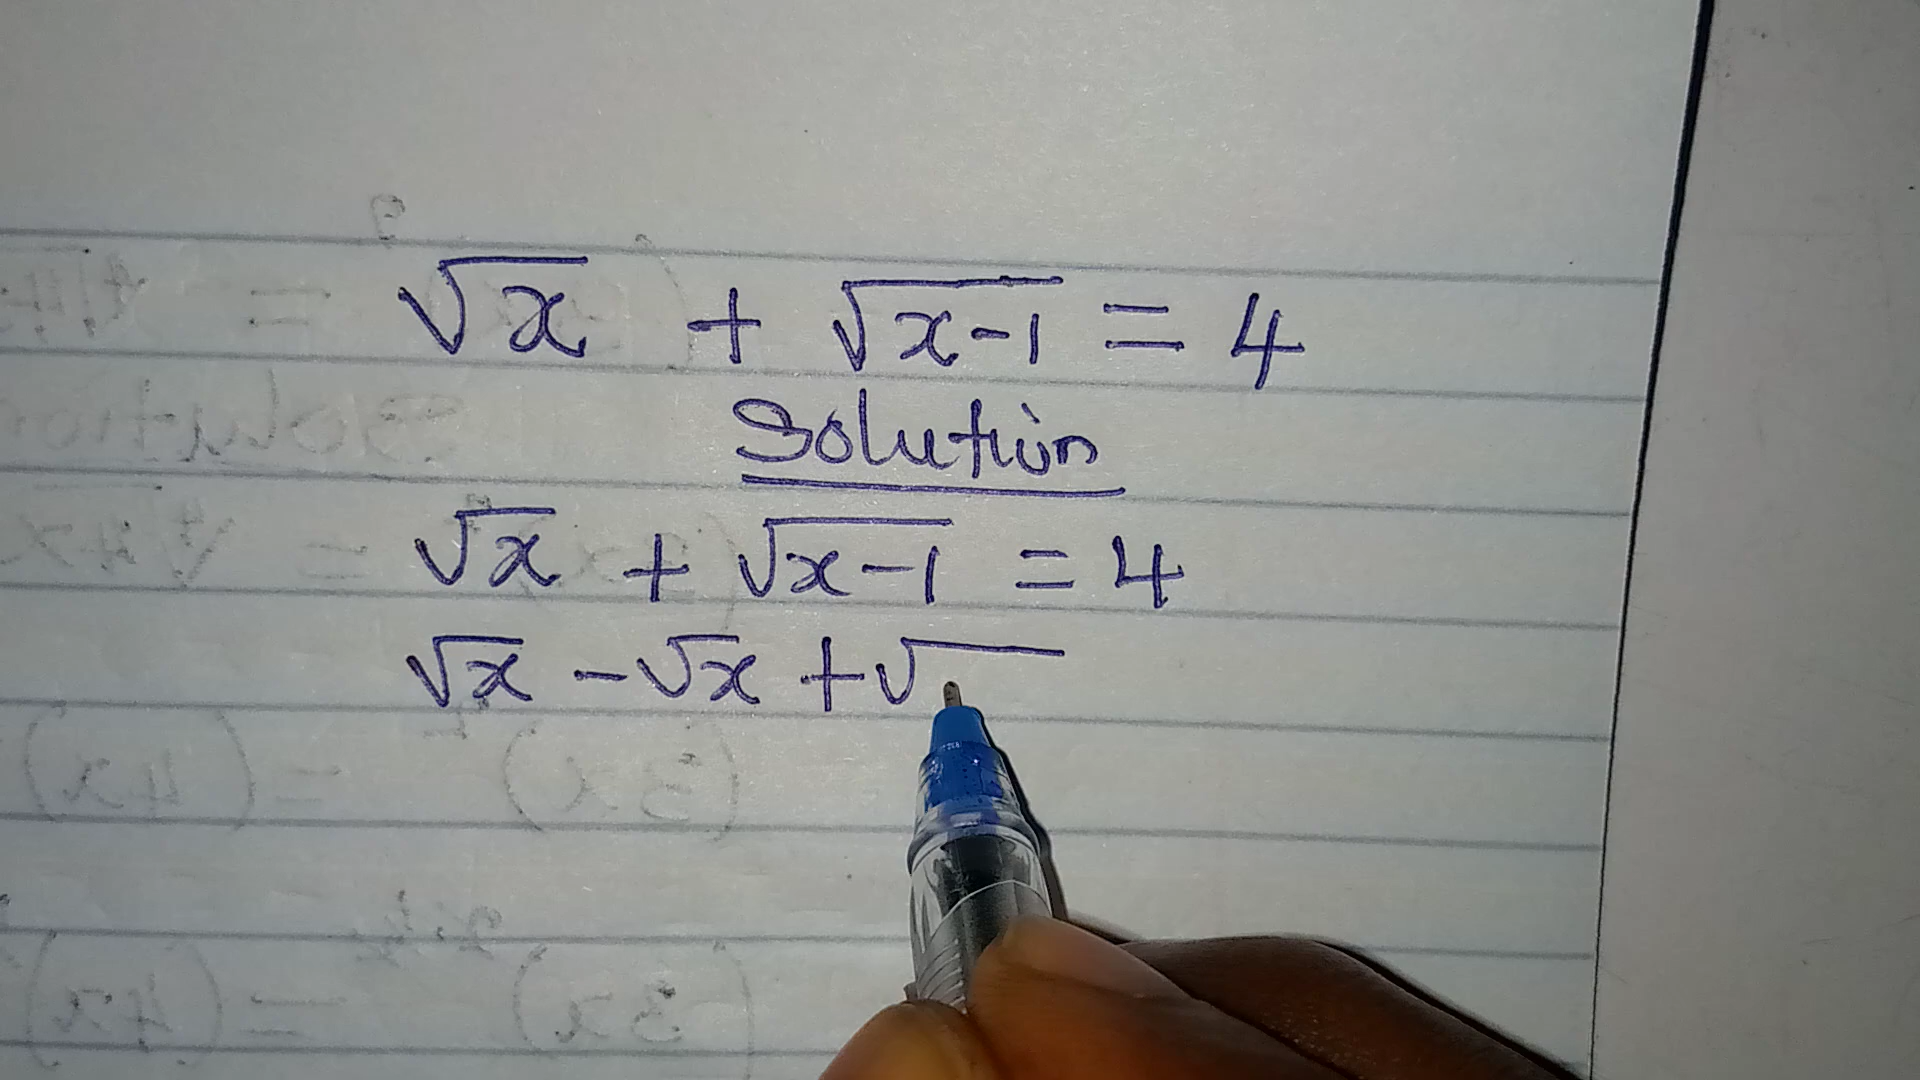 √x + √x-1 = 4
Solution
√x + √x-1 = 4
√x - √x + √